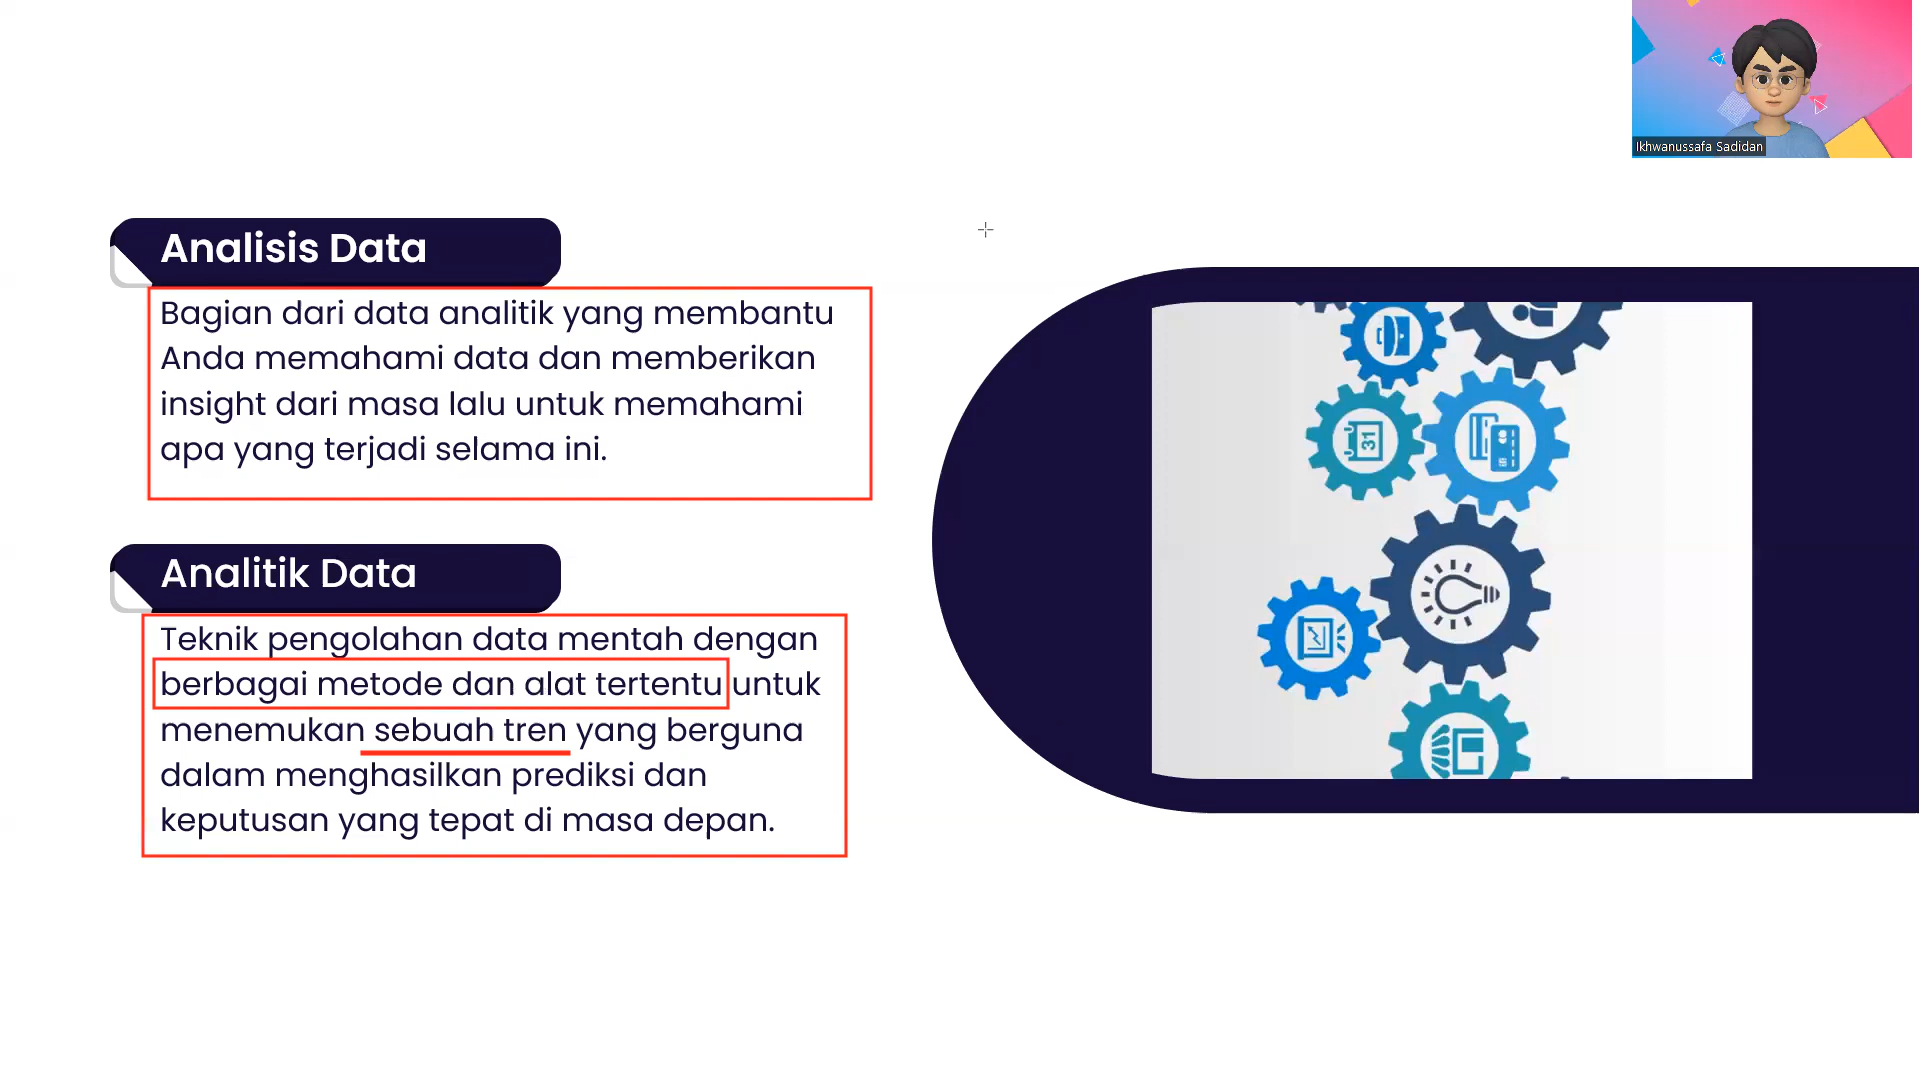 Ikhwanussafa Sadidan
Analisis Data
Bagian dari data analitik yang membantu
Anda memahami data dan memberikan
insight dari masa lalu untuk memahami
apa yang terjadi selama ini.
Analitik Data
Teknik pengolahan data mentah dengan
berbagai metode dan alat tertentu untuk
menemukan sebuah tren yang berguna
dalam menghasilkan prediksi dan
keputusan yang tepat di masa depan.
31